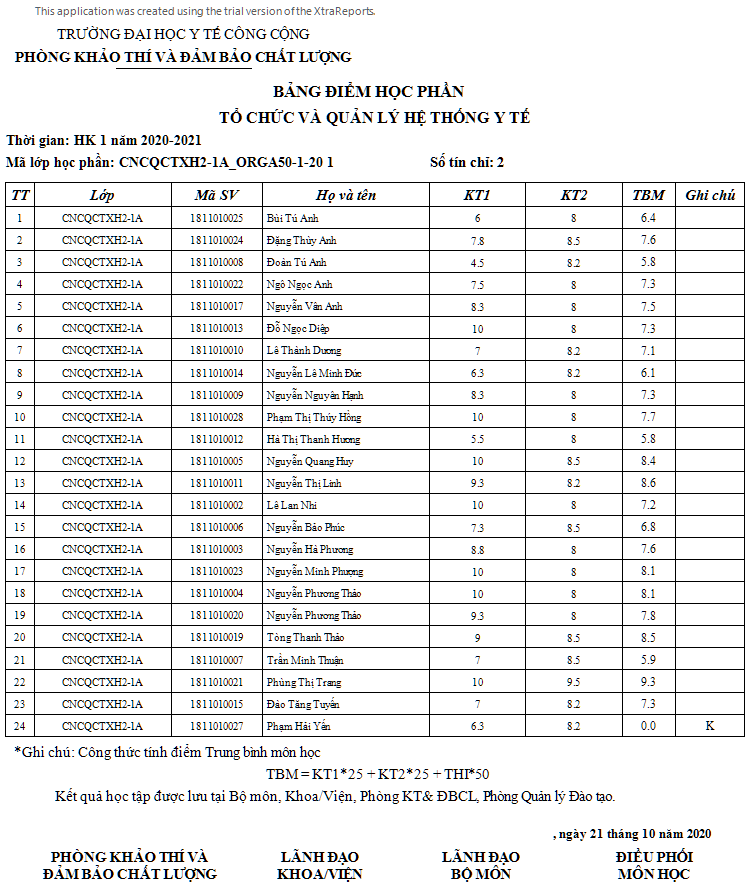 This application was created using the trial version of the XtraReports.
TRƯỜNG ĐẠI HỌC Y TẾ CÔNG CỘNG
PHÒNG KHẢO THÍ VÀ ĐẢM BẢO CHẤT LƯỢNG
BẢNG ĐIỂM HỌC PHẦN
TỔ CHỨC VÀ QUẢN LÝ HỆ THỐNG Y TẾ
Thời gian: HK 1 năm 2020-2021
Mã lớp học phần: CNCQCTXH2-1A_ORGA50-1-20 1 Số tín chỉ: 2
TT Lớp Mã SV Họ và tên KT1 KT2 TBM Ghi chú
1 CNCQCTXH2-1A 1811010025 Bùi Tú Anh 6 8 6.4
2 CNCQCTXH2-1A 1811010024 Đặng Thùy Anh 7.8 8.5 7.6
3 CNCQCTXH2-1A 1811010008 Đoàn Tú Anh 4.5 8.2 5.8
4 CNCQCTXH2-1A 1811010022 Ngô Ngọc Anh 7.5 8 7.3
5 CNCQCTXH2-1A 1811010017 Nguyễn Vân Anh 8.3 8 7.5
6 CNCQCTXH2-1A 1811010013 Đỗ Ngọc Diệp 10 8 7.3
7 CNCQCTXH2-1A 1811010010 Lê Thành Dương 7 8.2 7.1
8 CNCQCTXH2-1A 1811010014 Nguyễn Lê Minh Đức 6.3 8.2 6.1
9 CNCQCTXH2-1A 1811010009 Nguyễn Nguyên Hạnh 8.3 8 7.3
10 CNCQCTXH2-1A 1811010028 Phạm Thị Thúy Hồng 10 8 7.7
11 CNCQCTXH2-1A 1811010012 Hà Thị Thanh Hương 5.5 8 5.8
12 CNCQCTXH2-1A 1811010005 Nguyễn Quang Huy 10 8.5 8.4
13 CNCQCTXH2-1A 1811010011 Nguyễn Thị Linh 9.3 8.2 8.6
14 CNCQCTXH2-1A 1811010002 Lê Lan Nhi 10 8 7.2
15 CNCQCTXH2-1A 1811010006 Nguyễn Bảo Phúc 7.3 8.5 6.8
16 CNCQCTXH2-1A 1811010003 Nguyễn Hà Phương 8.8 8 7.6
17 CNCQCTXH2-1A 1811010023 Nguyễn Minh Phượng 10 8 8.1
18 CNCQCTXH2-1A 1811010004 Nguyễn Phương Thảo 10 8 8.1
19 CNCQCTXH2-1A 1811010020 Nguyễn Phương Thảo 9.3 8 7.8
20 CNCQCTXH2-1A 1811010019 Tòng Thanh Thảo 9 8.5 8.5
21 CNCQCTXH2-1A 1811010007 Trần Minh Thuận 7 8.5 5.9
22 CNCQCTXH2-1A 1811010021 Phùng Thị Trang 10 9.5 9.3
23 CNCQCTXH2-1A 1811010015 Đào Tăng Tuyến 7 8.2 7.3
24 CNCQCTXH2-1A 1811010027 Phạm Hải Yến 6.3 8.2 0.0 K
*Ghi chú: Công thức tính điểm Trung bình môn học
TBM = KT1*25 + KT2*25 + THI*50
Kết quả học tập được lưu tại Bộ môn, Khoa/Viện, Phòng KT& ĐBCL, Phòng Quản lý Đào tạo.
, ngày 21 tháng 10 năm 2020
PHÒNG KHẢO THÍ VÀ LÃNH ĐẠO LÃNH ĐẠO ĐIỀU PHỐI
ĐẢM BẢO CHẤT LƯỢNG KHOA/VIỆN BỘ MÔN MÔN HỌC